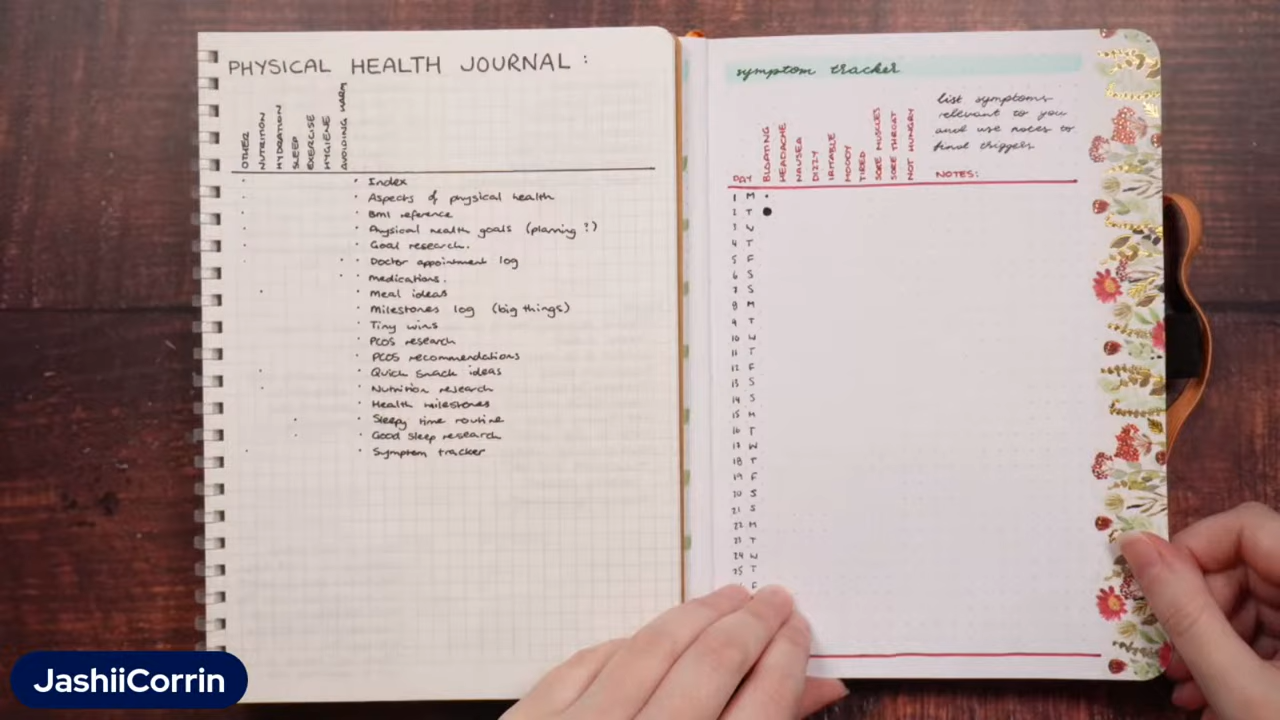 PHYSICAL HEALTH JOURNAL :
OTHER
NUTRITION
HYDRATION
SLEEP
EXERCISE
HYGIENE
AVOIDING HARM
· Index
· Aspects of physical health
· BMI reference
· Physical health goals (planning ?)
· Goal research.
· Doctor appointment log
· medications.
· Meal ideas
· Milestones log (big things)
· Tiny wins
· PCOS research
· PCOS recommendations
· Quick snack ideas
· Nutrition research
· Health milestones
· Sleepy time routine
· Good sleep research
· Symptom tracker
symptom tracker
list symptoms
relevant to you
and use notes to
find triggers.
DAY
BLOATING
HEADACHE
NAUSEA
DIZZY
IRITABLE
MOODY
TIRED
SORE MUSCLES
SORE THROAT
NOT HUNGRY
NOTES:
1 M
2 T
3 W
4 T
5 F
6 S
7 S
8 M
9 T
10 W
11 T
12 F
13 S
14 S
15 M
16 T
17 W
18 T
19 F
20 S
21 S
22 M
23 T
24 W
25 T
F
JashiiCorrin